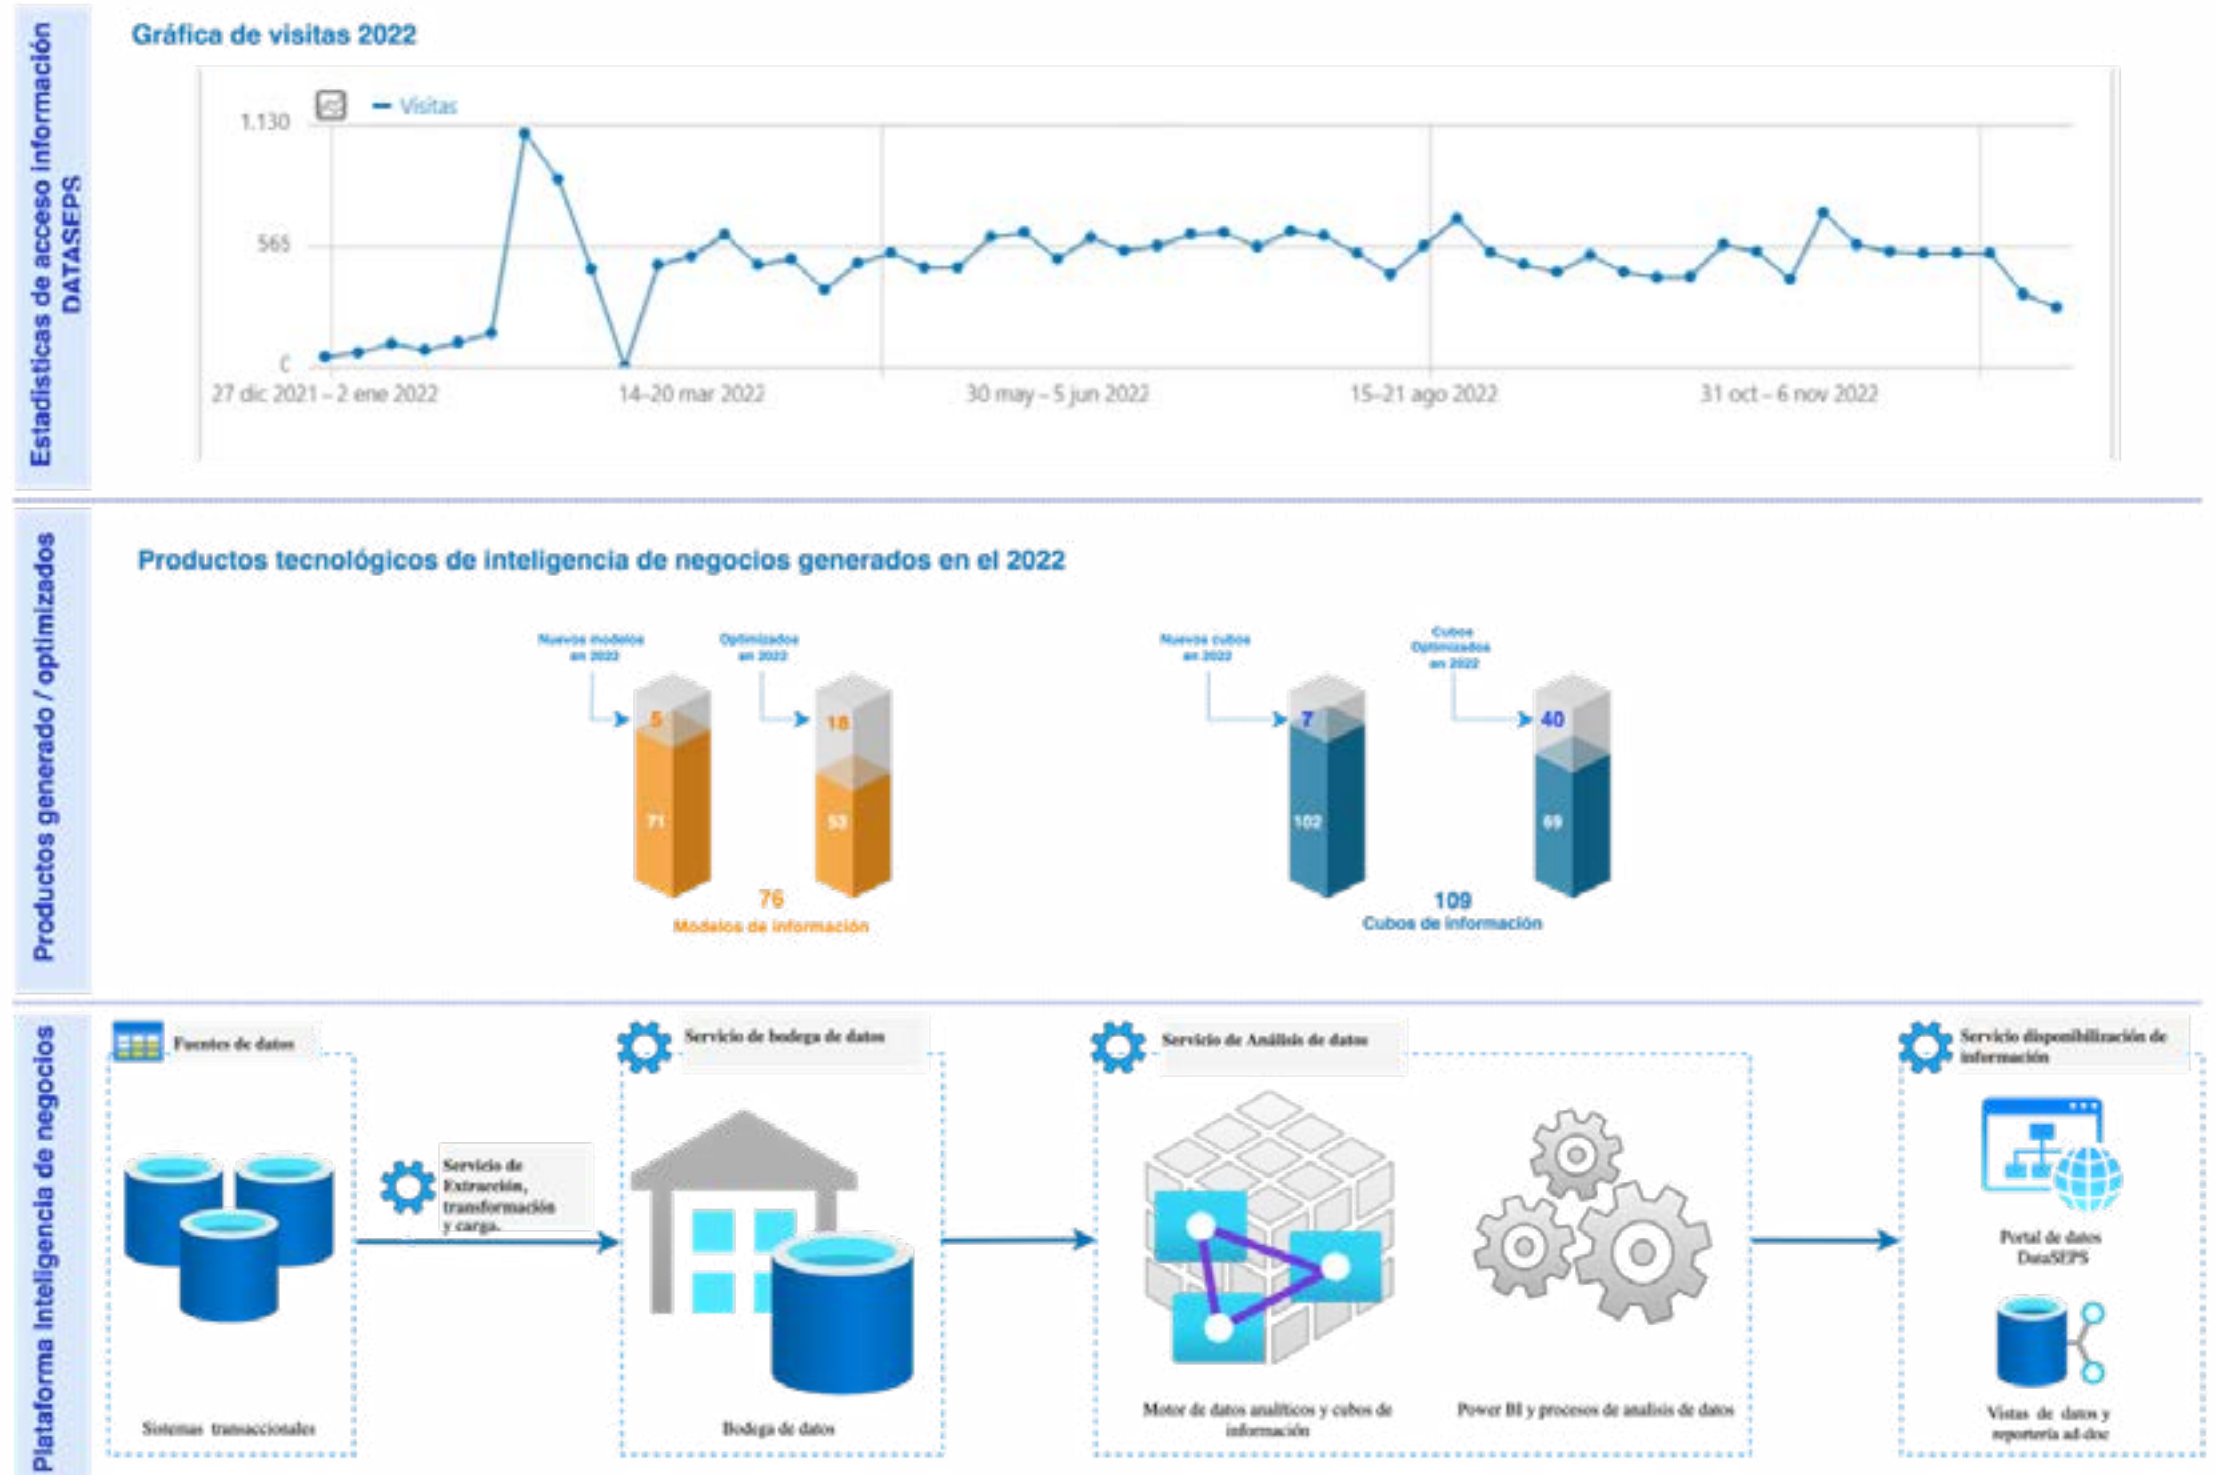 Estadísticas de acceso información
DATASEPS
Gráfica de visitas 2022
Visitas
1.130
565
0
27 dic 2021 – 2 ene 2022
14–20 mar 2022
30 may – 5 jun 2022
15–21 ago 2022
31 oct – 6 nov 2022
Productos generado / optimizados
Productos tecnológicos de inteligencia de negocios generados en el 2022
Nuevos modelos
en 2022
Optimizados
en 2022
5
18
71
53
76
Modelos de información
Nuevos cubos
en 2022
Cubos
Optimizados
en 2022
7
40
102
69
109
Cubos de información
Plataforma Inteligencia de negocios
Fuentes de datos
Sistemas transaccionales
Servicio de
Extracción,
transformación
y carga.
Servicio de bodega de datos
Bodega de datos
Servicio de Análisis de datos
Motor de datos analíticos y cubos de
información
Power BI y procesos de analisis de datos
Servicio disponibilización de
información
Portal de datos
DataSEPS
Vistas de datos y
reportería ad-doc